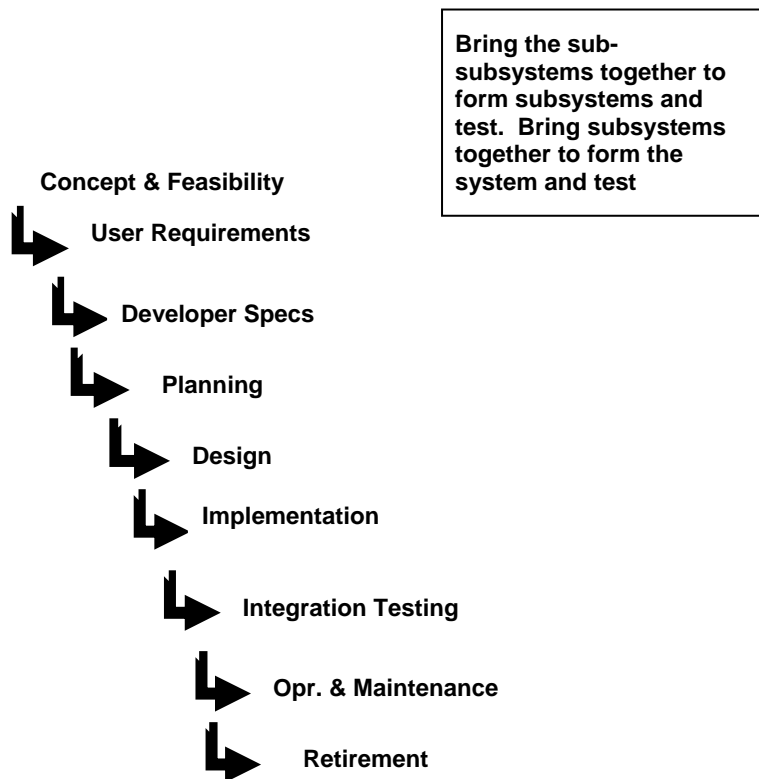 Bring the sub-
subsystems together to
form subsystems and
test.  Bring subsystems
together to form the
system and test
Concept & Feasibility
User Requirements
Developer Specs
Planning
Design
Implementation
Integration Testing
Opr. & Maintenance
Retirement